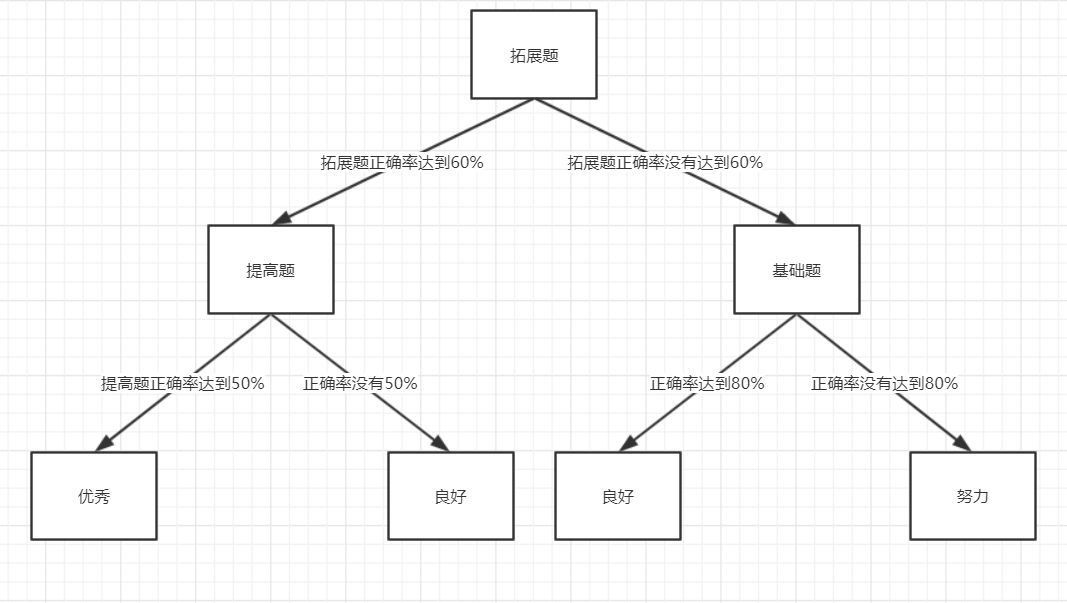 拓展题
拓展题正确率达到60%
拓展题正确率没有达到60%
提高题
基础题
提高题正确率达到50%
正确率没有50%
正确率达到80%
正确率没有达到80%
优秀
良好
良好
努力